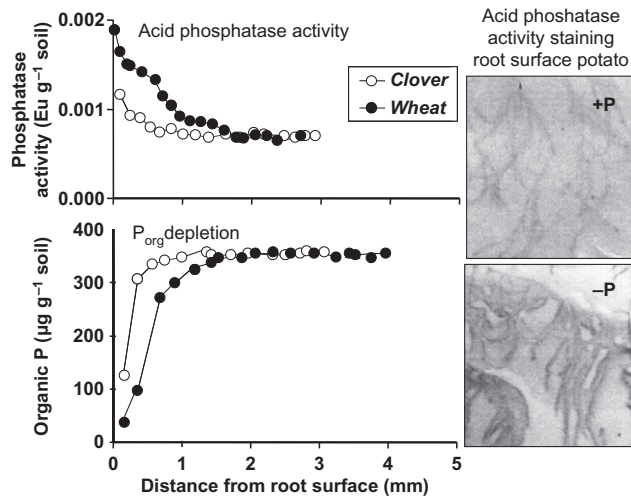 Acid phosphatase activity
0.002
0.001
0.000
Phosphatase
activity (Eu g⁻¹ soil)
Clover
Wheat
Acid phoshatase
activity staining
root surface potato
+P
–P
P_org depletion
400
300
200
100
0
Organic P (µg g⁻¹ soil)
0 1 2 3 4 5
Distance from root surface (mm)